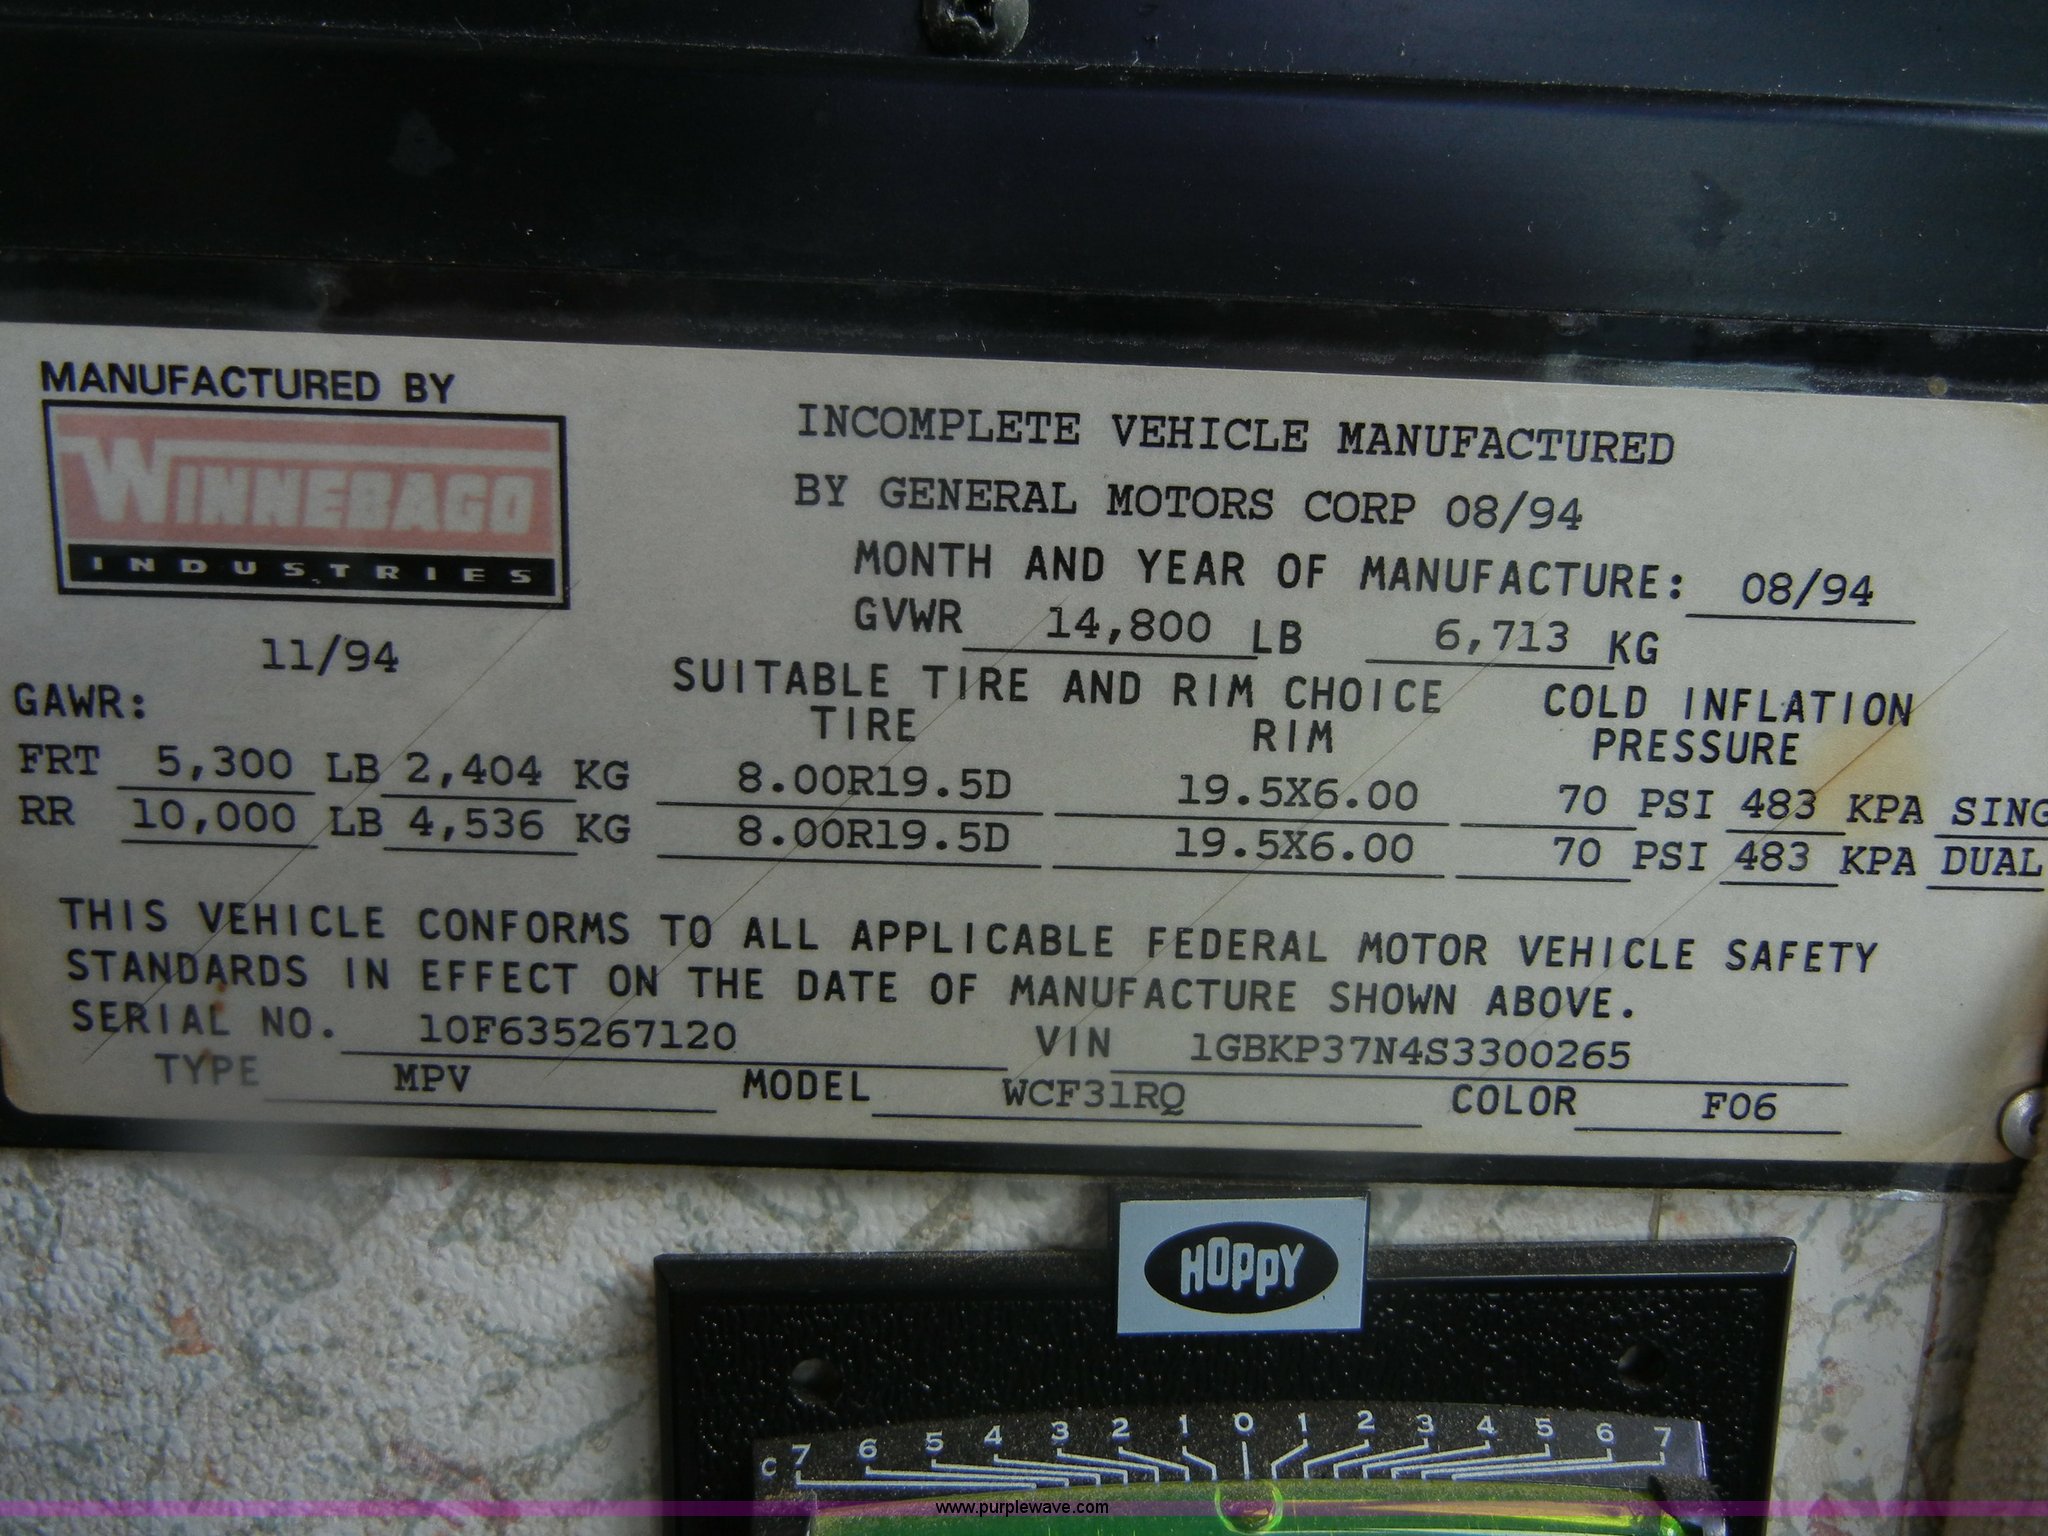 MANUFACTURED BY
WINNEBAGO
INDUSTRIES
11/94
INCOMPLETE VEHICLE MANUFACTURED
BY GENERAL MOTORS CORP 08/94
MONTH AND YEAR OF MANUFACTURE: 08/94
GVWR 14,800 LB 6,713 KG
GAWR:
SUITABLE TIRE AND RIM CHOICE
TIRE RIM
COLD INFLATION
PRESSURE
FRT 5,300 LB 2,404 KG 8.00R19.5D 19.5X6.00 70 PSI 483 KPA SING
RR 10,000 LB 4,536 KG 8.00R19.5D 19.5X6.00 70 PSI 483 KPA DUAL
THIS VEHICLE CONFORMS TO ALL APPLICABLE FEDERAL MOTOR VEHICLE SAFETY
STANDARDS IN EFFECT ON THE DATE OF MANUFACTURE SHOWN ABOVE.
SERIAL NO. 10F635267120 VIN 1GBKP37N4S3300265
TYPE MPV MODEL WCF31RQ COLOR F06
HOPPY
C 7 6 5 4 3 2 1 0 1 2 3 4 5 6 7
www.purplewave.com